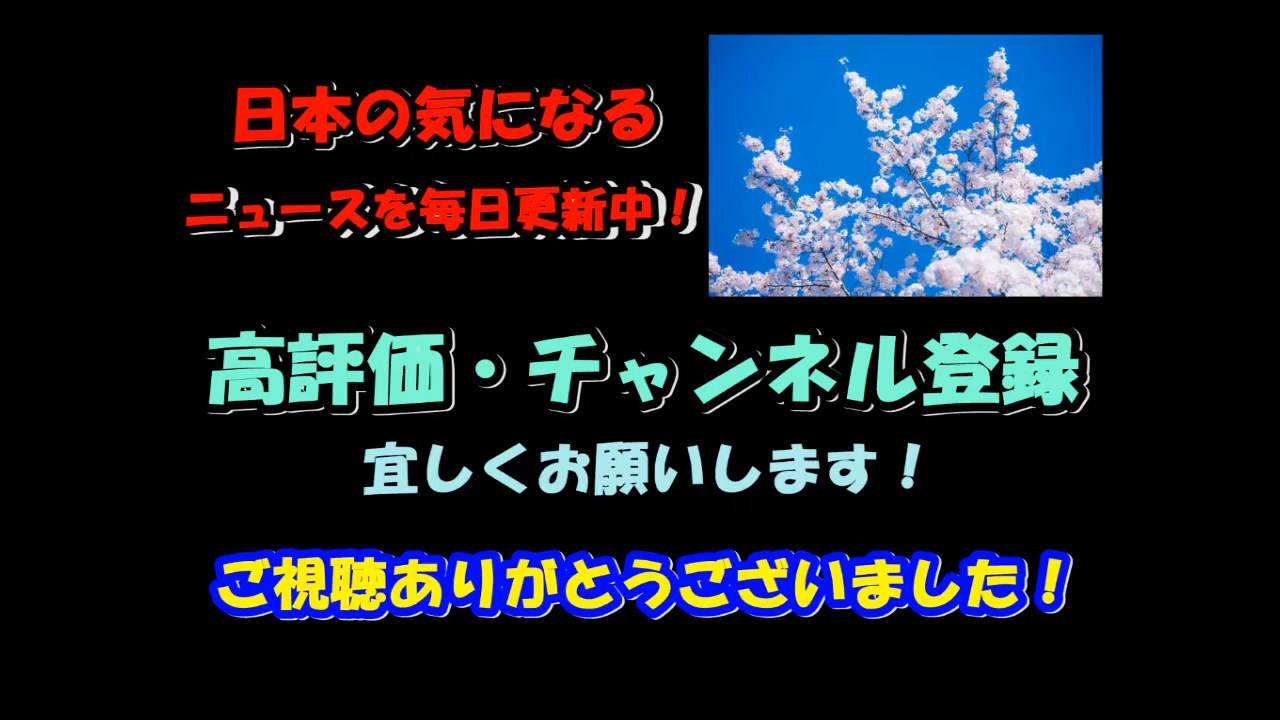 日本の気になる
ニュースを毎日更新中！
高評価・チャンネル登録
宜しくお願いします！
ご視聴ありがとうございました！